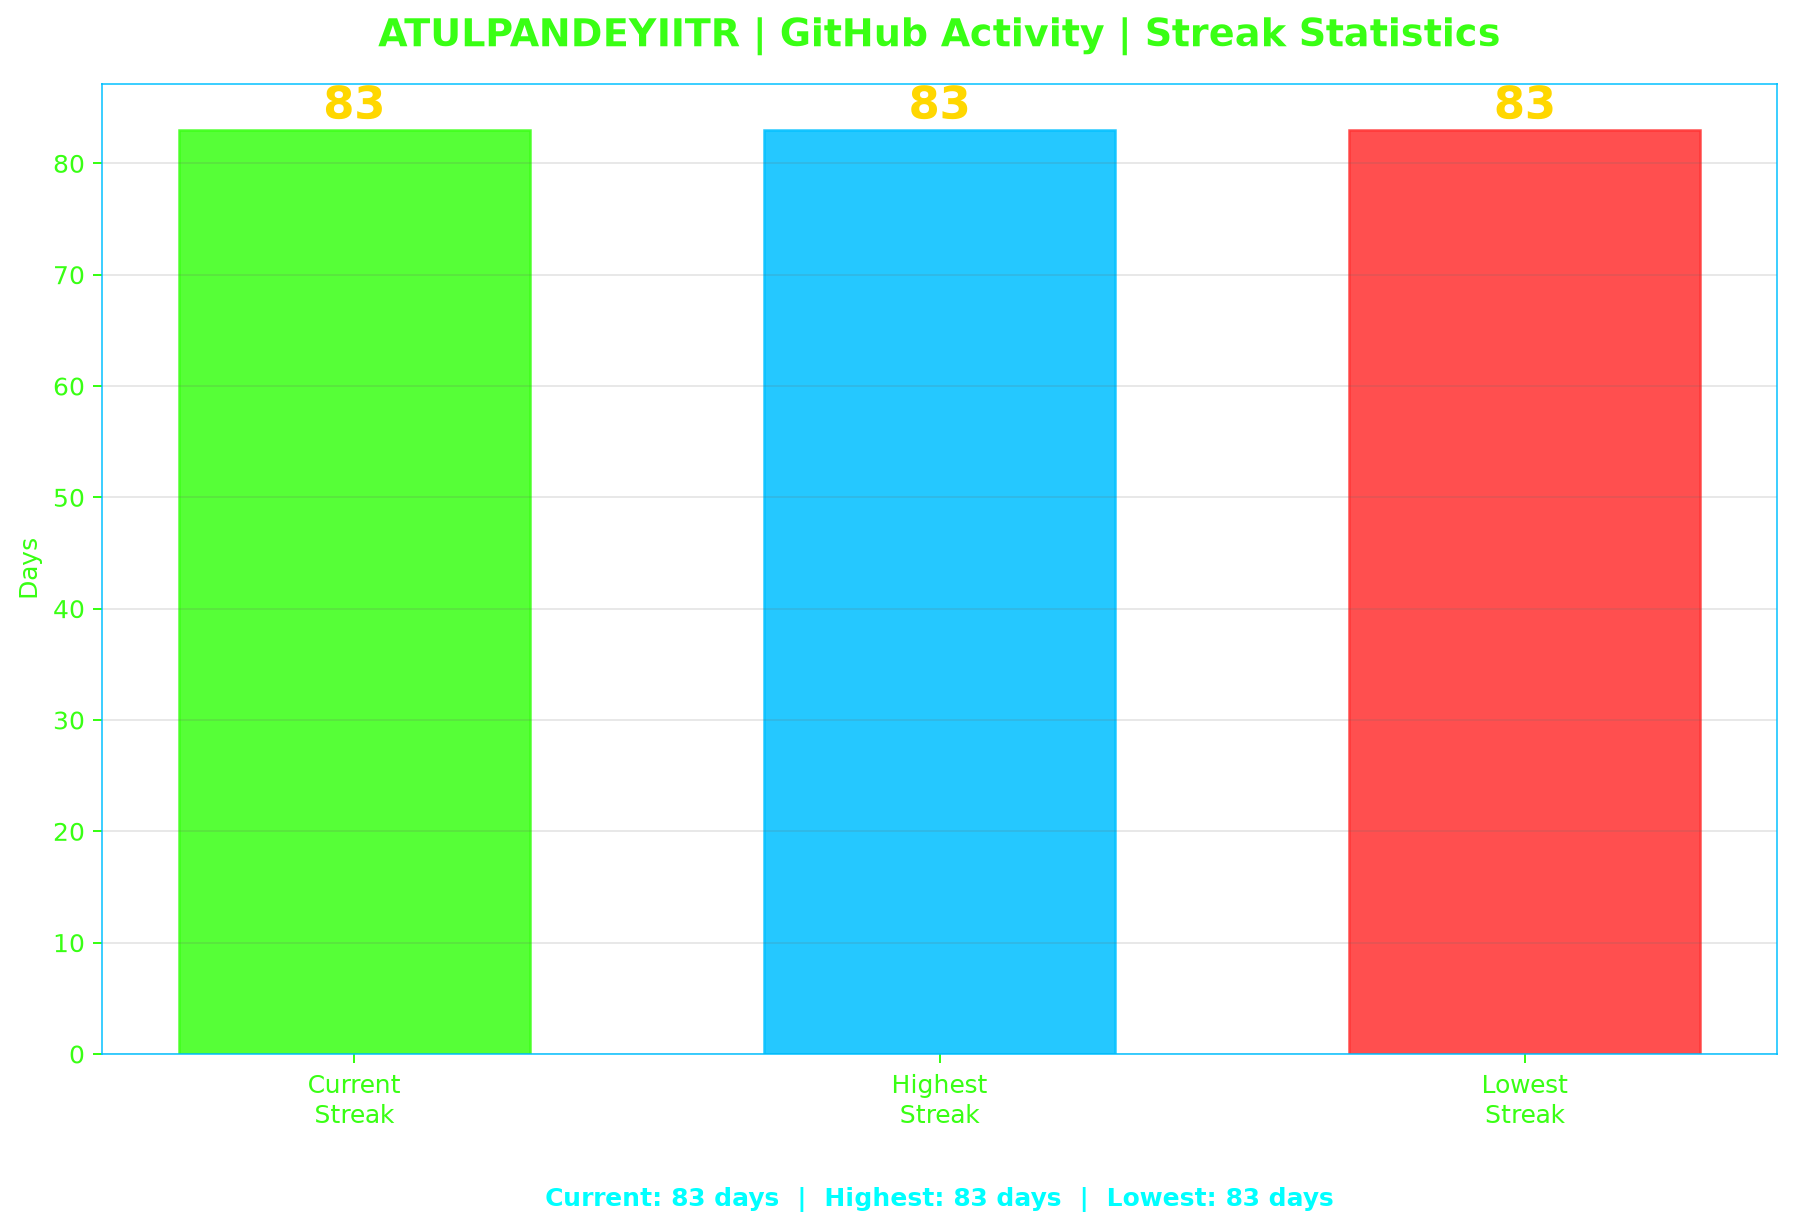 ATULPANDEYIITR | GitHub Activity | Streak Statistics
83 83 83
80
70
60
50
40
30
20
10
0
Days
Current Streak
Highest Streak
Lowest Streak
Current: 83 days | Highest: 83 days | Lowest: 83 days